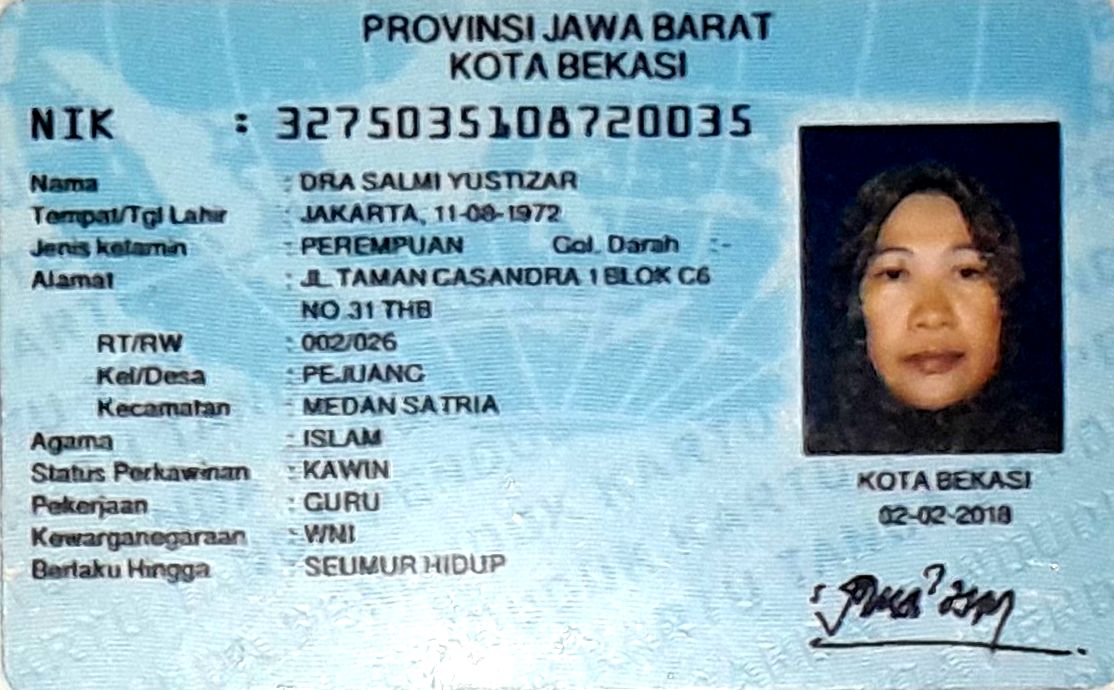 PROVINSI JAWA BARAT
KOTA BEKASI
NIK : 3275035108720035
Nama : DRA SALMI YUSTIZAR
Tempat/Tgl Lahir : JAKARTA, 11-08-1972
Jenis kelamin : PEREMPUAN Gol. Darah : -
Alamat : JL. TAMAN CASANDRA 1 BLOK C6
NO 31 THB
RT/RW : 002/026
Kel/Desa : PEJUANG
Kecamatan : MEDAN SATRIA
Agama : ISLAM
Status Perkawinan : KAWIN
Pekerjaan : GURU
Kewarganegaraan : WNI
Berlaku Hingga : SEUMUR HIDUP
KOTA BEKASI
02-02-2018